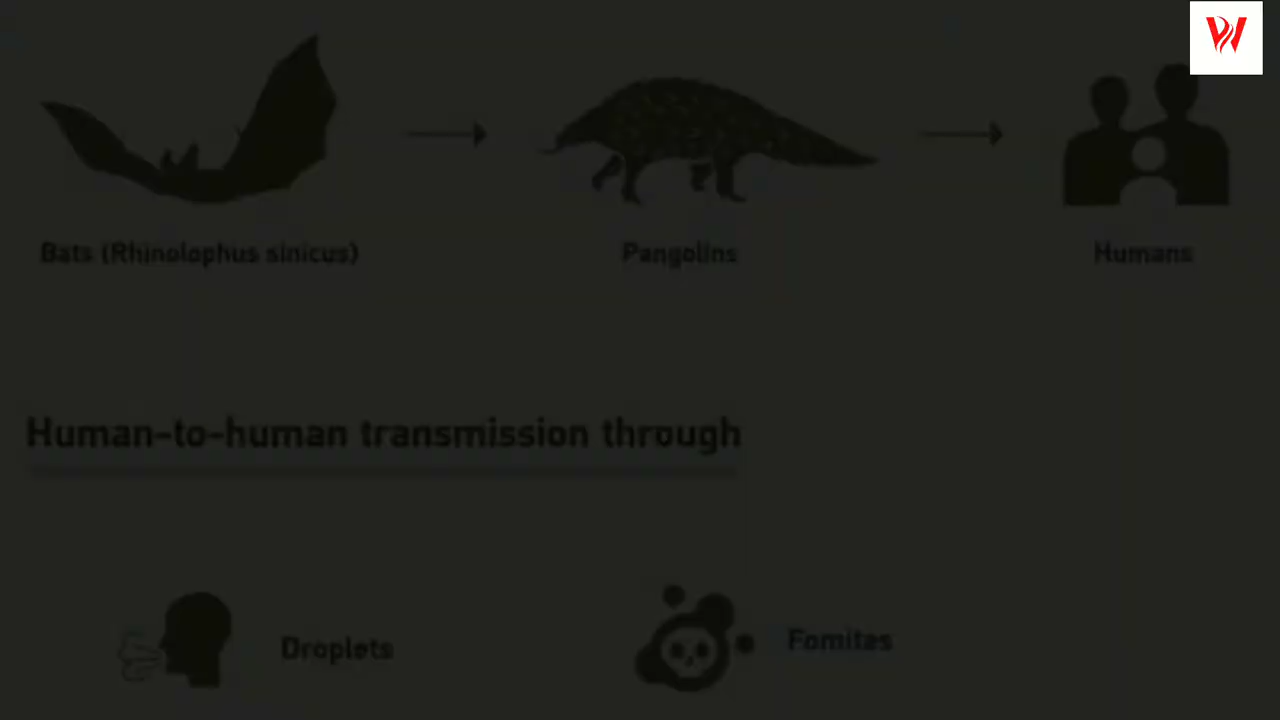 W
Bats (Rhinolophus sinicus)
Pangolins
Humans
Human-to-human transmission through
Droplets
Fomites